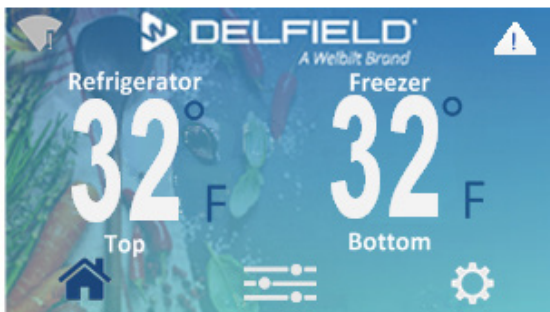 DELFIELD
A Welbilt Brand
Refrigerator
Freezer
32° F
32° F
Top
Bottom